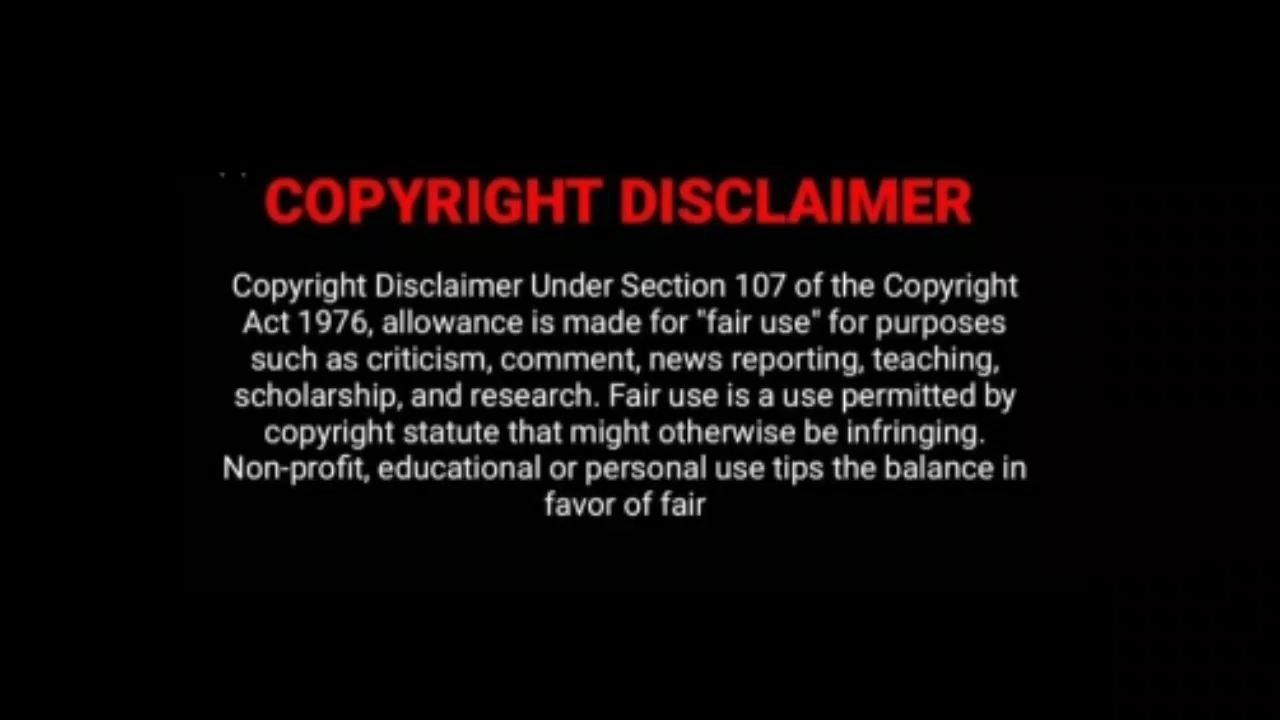 COPYRIGHT DISCLAIMER
Copyright Disclaimer Under Section 107 of the Copyright
Act 1976, allowance is made for "fair use" for purposes
such as criticism, comment, news reporting, teaching,
scholarship, and research. Fair use is a use permitted by
copyright statute that might otherwise be infringing.
Non-profit, educational or personal use tips the balance in
favor of fair